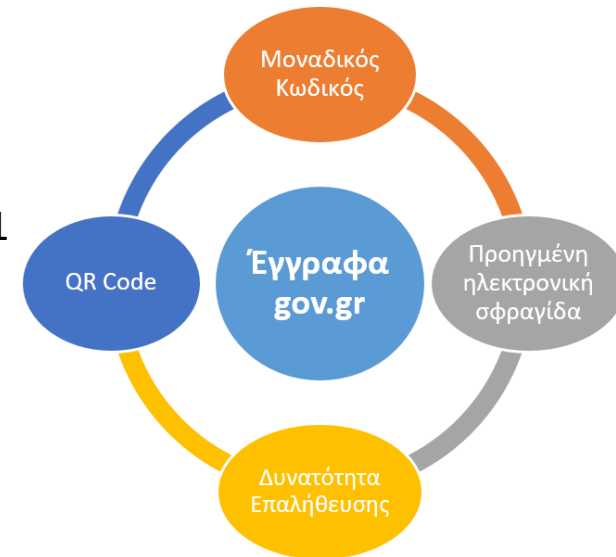 Μοναδικός
Κωδικός
Έγγραφα
gov.gr
Προηγμένη
ηλεκτρονική
σφραγίδα
QR Code
Δυνατότητα
Επαλήθευσης